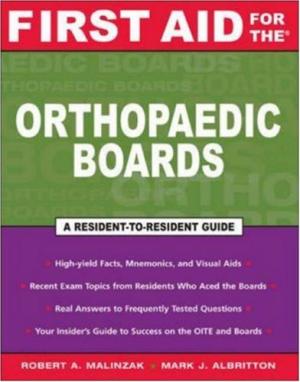 FIRST AID FOR THE®
ORTHOPAEDIC
BOARDS
A RESIDENT-TO-RESIDENT GUIDE
High-yield Facts, Mnemonics, and Visual Aids
Recent Exam Topics from Residents Who Aced the Boards
Real Answers to Frequently Tested Questions
Your Insider's Guide to Success on the OITE and Boards
ROBERT A. MALINZAK • MARK J. ALBRITTON